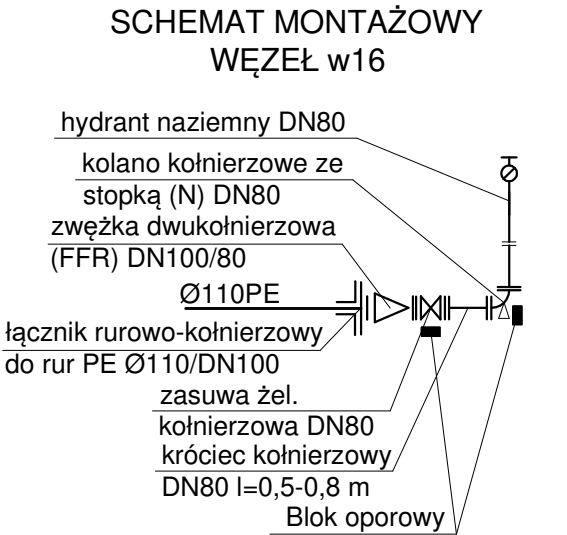 SCHEMAT MONTAŻOWY
WĘZEŁ w16
hydrant naziemny DN80
kolano kołnierzowe ze
stopką (N) DN80
zwężka dwukołnierzowa
(FFR) DN100/80
Ø110PE
łącznik rurowo-kołnierzowy
do rur PE Ø110/DN100
zasuwa żel.
kołnierzowa DN80
króciec kołnierzowy
DN80 l=0,5-0,8 m
Blok oporowy